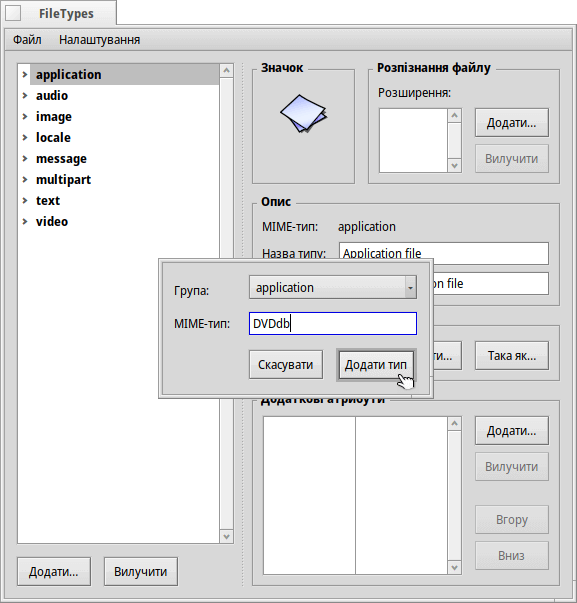 FileTypes
Файл Налаштування
application
audio
image
locale
message
multipart
text
video
Додати... Вилучити
Значок
Розпізнання файлу
Розширення:
Додати...
Вилучити
Опис
MIME-тип: application
Назва типу: Application file
on file
Група: application
MIME-тип: DVDdb
Скасувати Додати тип
ти... Така як...
Додаткові атрибути
Додати...
Вилучити
Вгору
Вниз